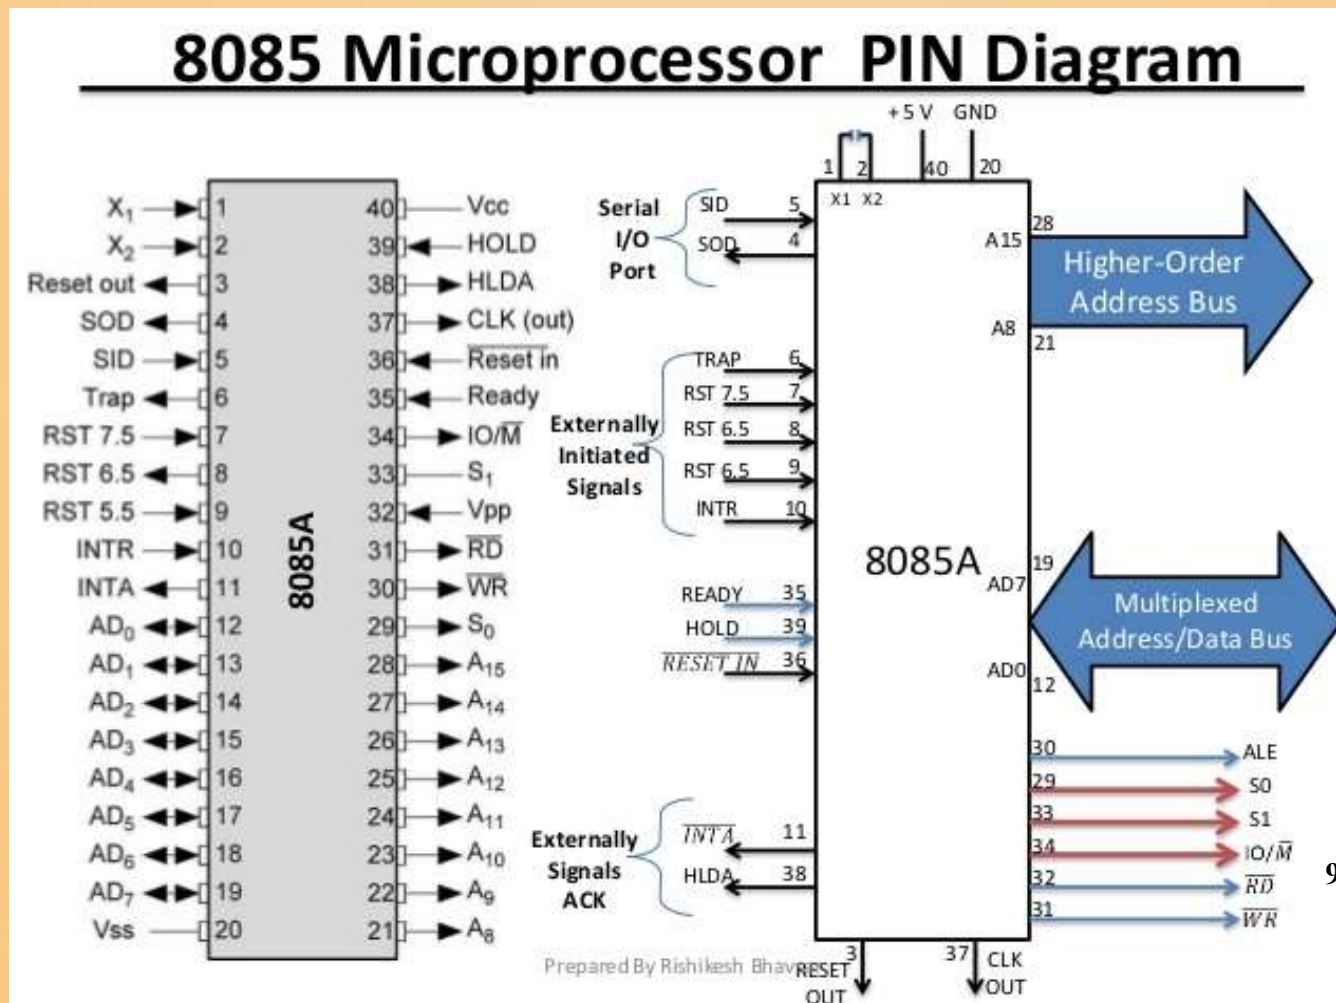 8085 Microprocessor PIN Diagram
X1 1 40 Vcc
X2 2 39 HOLD
Reset out 3 38 HLDA
SOD 4 37 CLK (out)
SID 5 36 R̅e̅s̅e̅t̅ ̅i̅n̅
Trap 6 35 Ready
RST 7.5 7 34 IO/M̅
RST 6.5 8 33 S1
RST 5.5 9 32 Vpp
INTR 10 31 R̅D̅
INTA 11 30 W̅R̅
AD0 12 29 S0
AD1 13 28 A15
AD2 14 27 A14
AD3 15 26 A13
AD4 16 25 A12
AD5 17 24 A11
AD6 18 23 A10
AD7 19 22 A9
Vss 20 21 A8
8085A
+5 V GND
1 2 40 20
X1 X2
Serial
I/O
Port
SID 5
SOD 4
Externally
Initiated
Signals
TRAP 6
RST 7.5 7
RST 6.5 8
RST 6.5 9
INTR 10
READY 35
HOLD 39
R̅E̅S̅E̅T̅ ̅I̅N̅ 36
Externally
Signals
ACK
I̅N̅T̅A̅ 11
HLDA 38
8085A
A15 28
A8 21
Higher-Order
Address Bus
AD7 19
AD0 12
Multiplexed
Address/Data Bus
30 ALE
29 S0
33 S1
34 IO/M̅
32 R̅D̅
31 W̅R̅
9
3 RESET
OUT
37 CLK
OUT
Prepared By Rishikesh